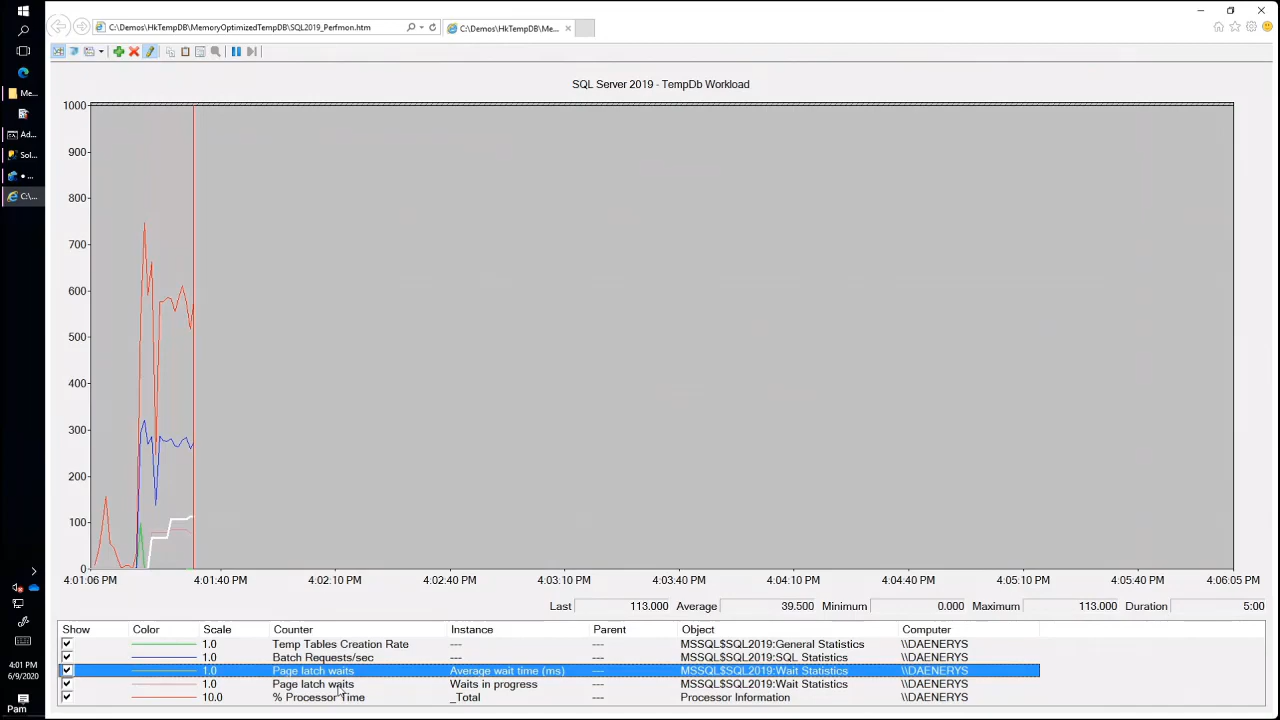 C:\Demos\HkTempDB\MemoryOptimizedTempDB\SQL2019_Perfmon.htm
C:\Demos\HkTempDB\Me...
SQL Server 2019 - TempDb Workload
1000
900
800
700
600
500
400
300
200
100
0
4:01:06 PM 4:01:40 PM 4:02:10 PM 4:02:40 PM 4:03:10 PM 4:03:40 PM 4:04:10 PM 4:04:40 PM 4:05:10 PM 4:05:40 PM 4:06:05 PM
Last 113.000 Average 39.500 Minimum 0.000 Maximum 113.000 Duration 5:00
Show Color Scale Counter Instance Parent Object Computer
1.0 Temp Tables Creation Rate --- --- MSSQL$SQL2019:General Statistics \\DAENERYS
1.0 Batch Requests/sec --- --- MSSQL$SQL2019:SQL Statistics \\DAENERYS
1.0 Page latch waits Average wait time (ms) --- MSSQL$SQL2019:Wait Statistics \\DAENERYS
1.0 Page latch waits Waits in progress --- MSSQL$SQL2019:Wait Statistics \\DAENERYS
10.0 % Processor Time _Total --- Processor Information \\DAENERYS
Me...
Ad...
Sol...
● ...
C:\...
4:01 PM
6/9/2020
Pam